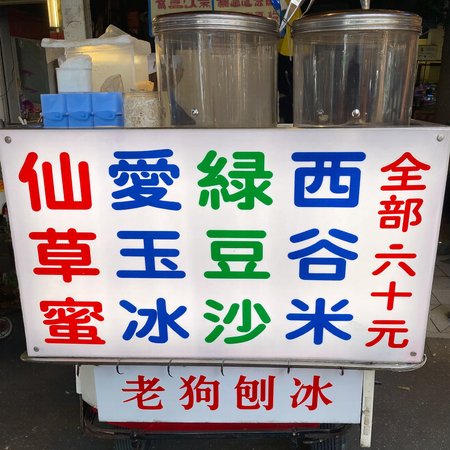 仙草蜜
愛玉冰
綠豆沙
西谷米
全部六十元
老狗刨冰